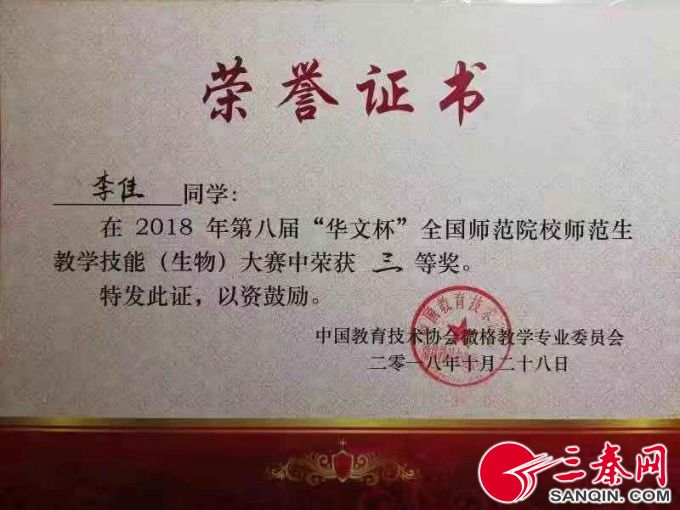 荣誉证书
李佳 同学:
在 2018 年第八届“华文杯”全国师范院校师范生
教学技能（生物）大赛中荣获 三 等奖。
特发此证，以资鼓励。
中国教育技术协会微格教学专业委员会
二零一八年十月二十八日
三秦网
SANQIN.COM